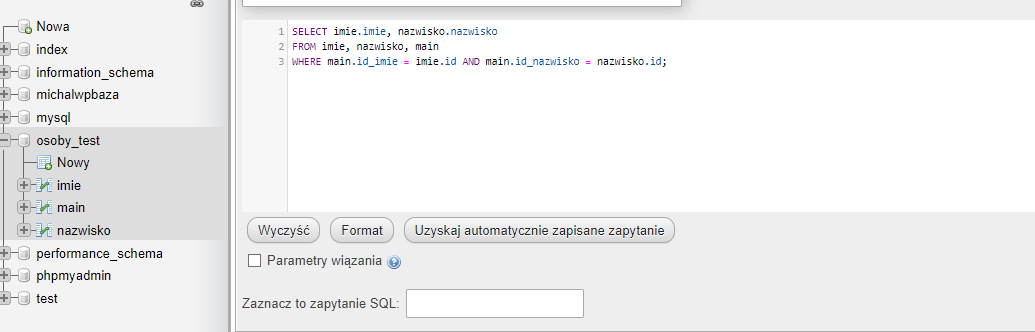 Nowa
index
information_schema
michalwpbaza
mysql
osoby_test
Nowy
imie
main
nazwisko
performance_schema
phpmyadmin
test
1 SELECT imie.imie, nazwisko.nazwisko
2 FROM imie, nazwisko, main
3 WHERE main.id_imie = imie.id AND main.id_nazwisko = nazwisko.id;
Wyczyść Format Uzyskaj automatycznie zapisane zapytanie
Parametry wiązania
Zaznacz to zapytanie SQL: